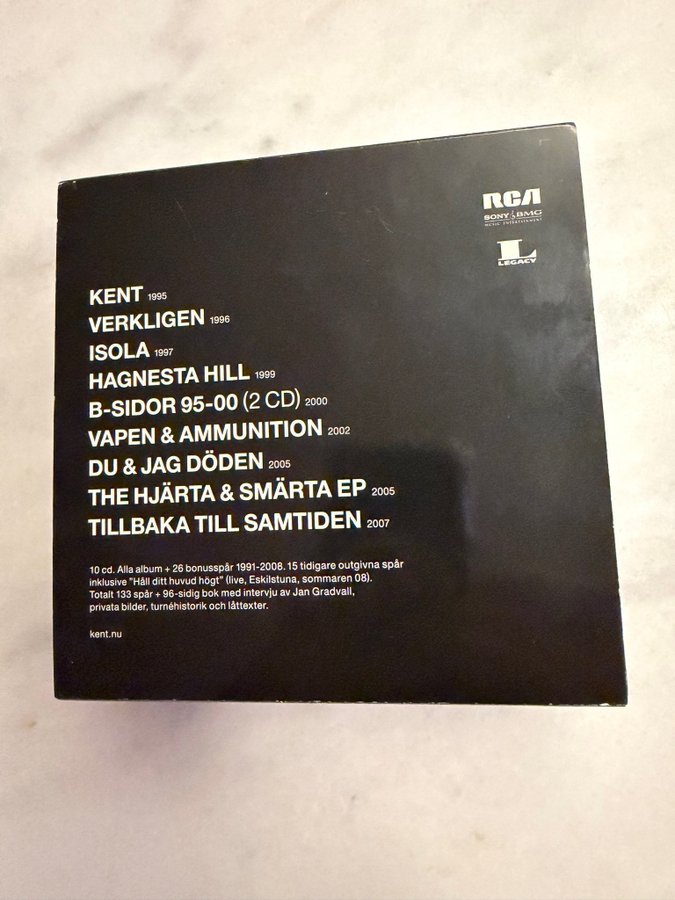 RCA
SONY BMG
MUSIC ENTERTAINMENT
L
LEGACY
KENT 1995
VERKLIGEN 1996
ISOLA 1997
HAGNESTA HILL 1999
B-SIDOR 95-00 (2 CD) 2000
VAPEN & AMMUNITION 2002
DU & JAG DÖDEN 2005
THE HJÄRTA & SMÄRTA EP 2005
TILLBAKA TILL SAMTIDEN 2007
10 cd. Alla album + 26 bonusspår 1991-2008. 15 tidigare outgivna spår
inklusive "Håll ditt huvud högt" (live, Eskilstuna, sommaren 08).
Totalt 133 spår + 96-sidig bok med intervju av Jan Gradvall,
privata bilder, turnéhistorik och låttexter.
kent.nu